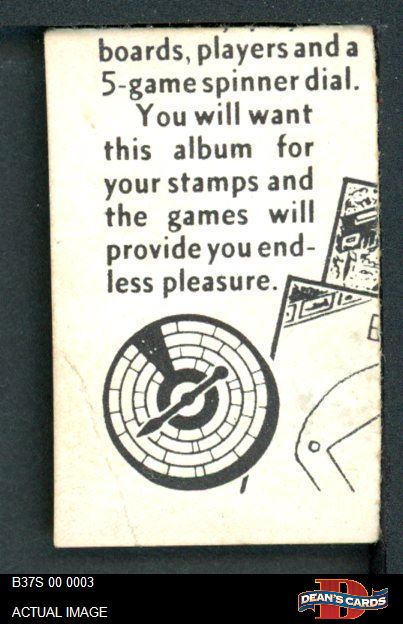 boards, players and a
5-game spinner dial.
You will want
this album for
your stamps and
the games will
provide you end-
less pleasure.
B37S 00 0003
ACTUAL IMAGE
D
DEAN'S CARDS